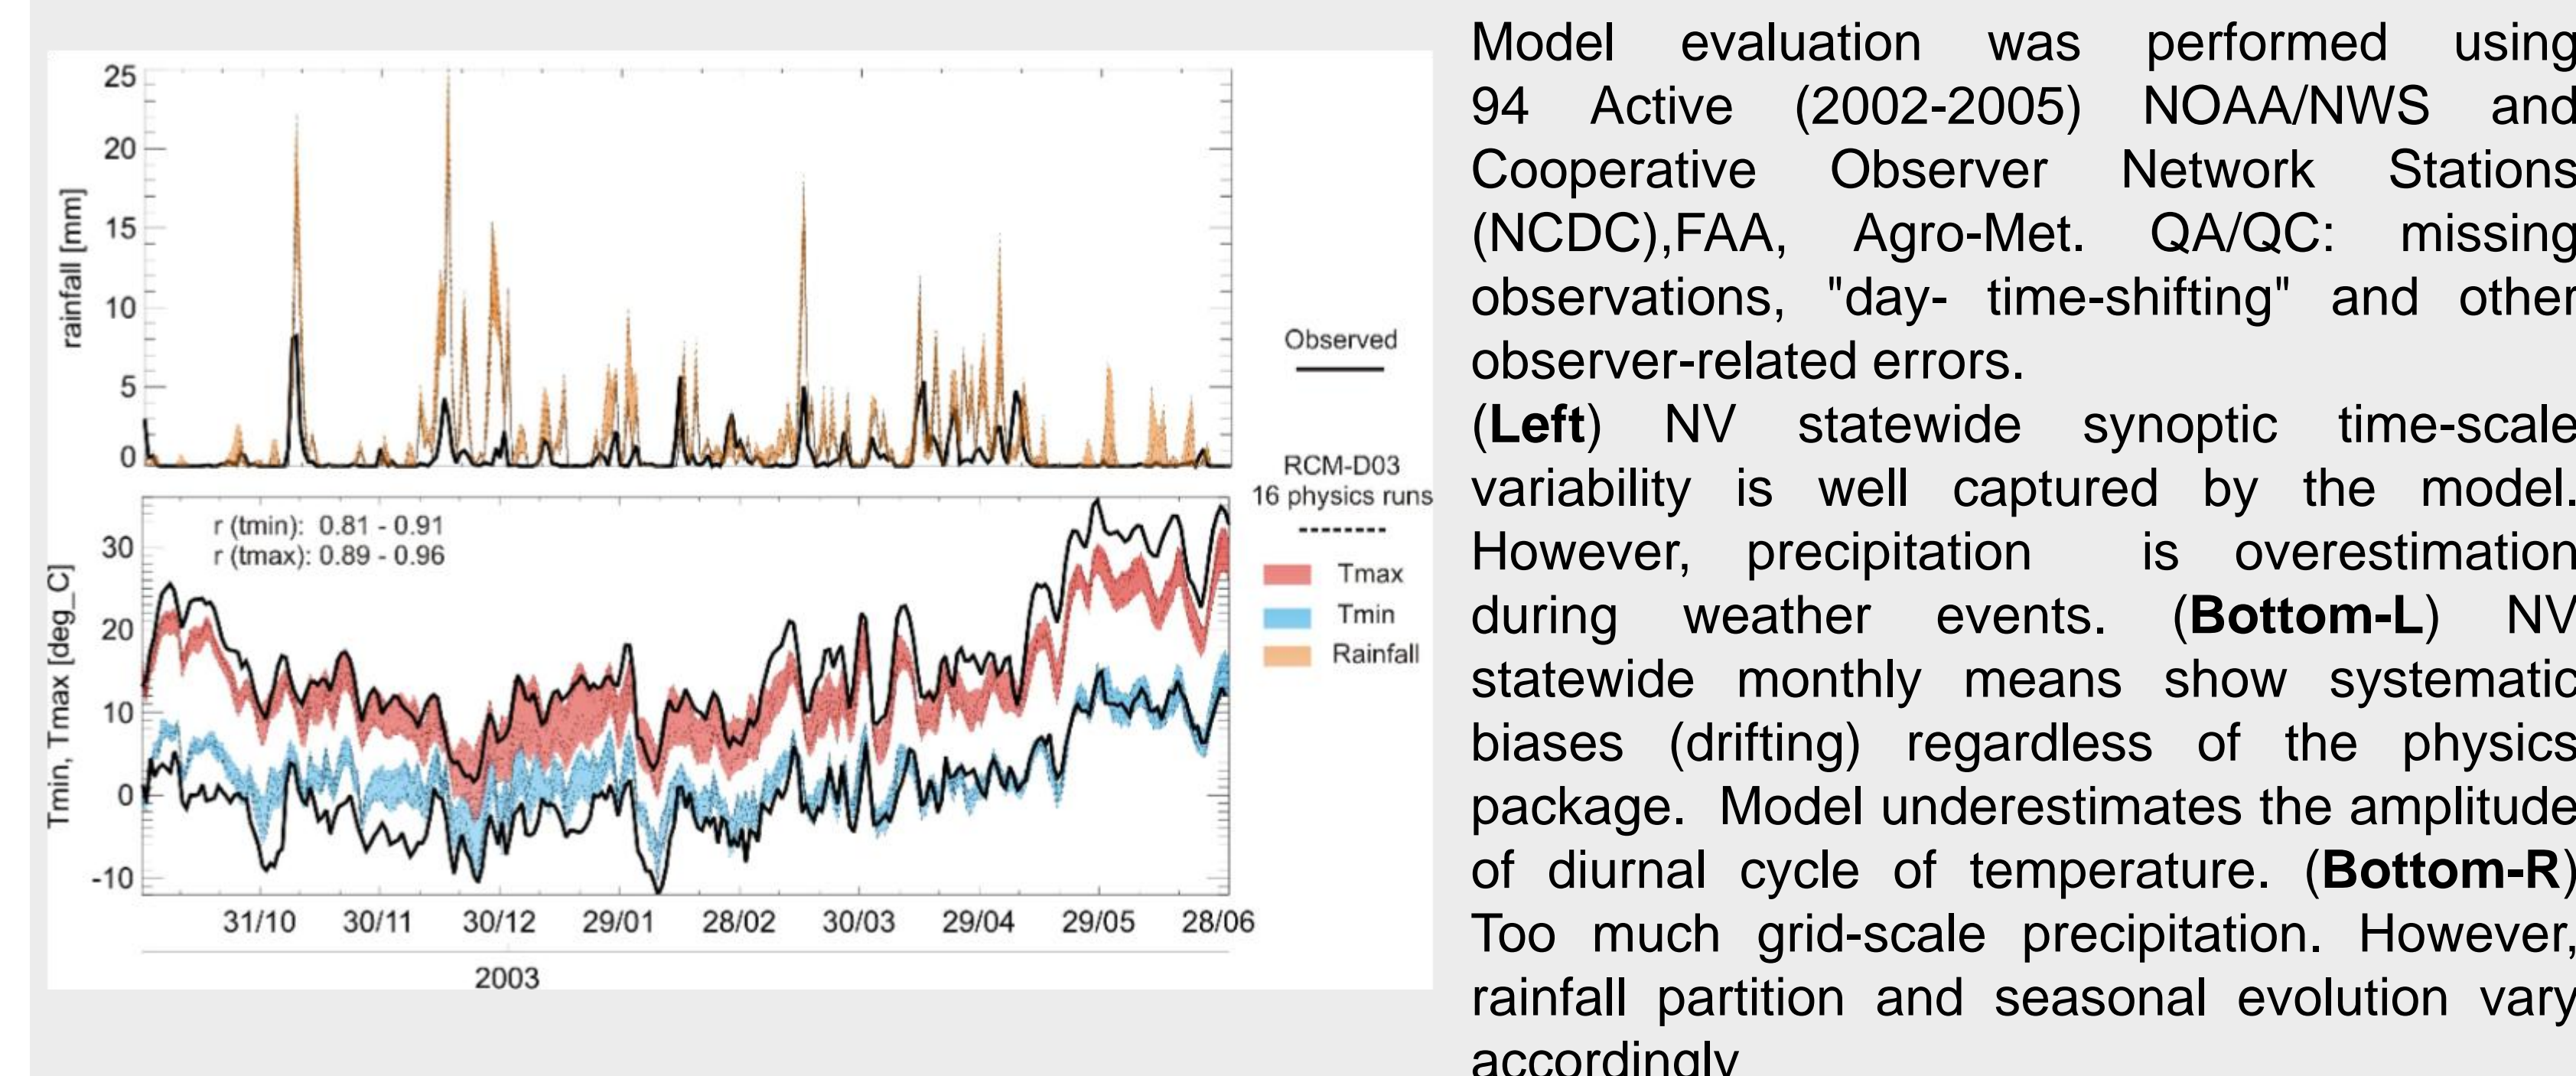 25
20
15
10
5
0
rainfall [mm]
Observed
RCM-D03
16 physics runs
Tmax
Tmin
Rainfall
r (tmin): 0.81 - 0.91
r (tmax): 0.89 - 0.96
30
20
10
0
-10
Tmin, Tmax [deg_C]
31/10 30/11 30/12 29/01 28/02 30/03 29/04 29/05 28/06
2003
Model evaluation was performed using
94 Active (2002-2005) NOAA/NWS and
Cooperative Observer Network Stations
(NCDC),FAA, Agro-Met. QA/QC: missing
observations, "day- time-shifting" and other
observer-related errors.
(Left) NV statewide synoptic time-scale
variability is well captured by the model.
However, precipitation is overestimation
during weather events. (Bottom-L) NV
statewide monthly means show systematic
biases (drifting) regardless of the physics
package. Model underestimates the amplitude
of diurnal cycle of temperature. (Bottom-R)
Too much grid-scale precipitation. However,
rainfall partition and seasonal evolution vary
accordingly